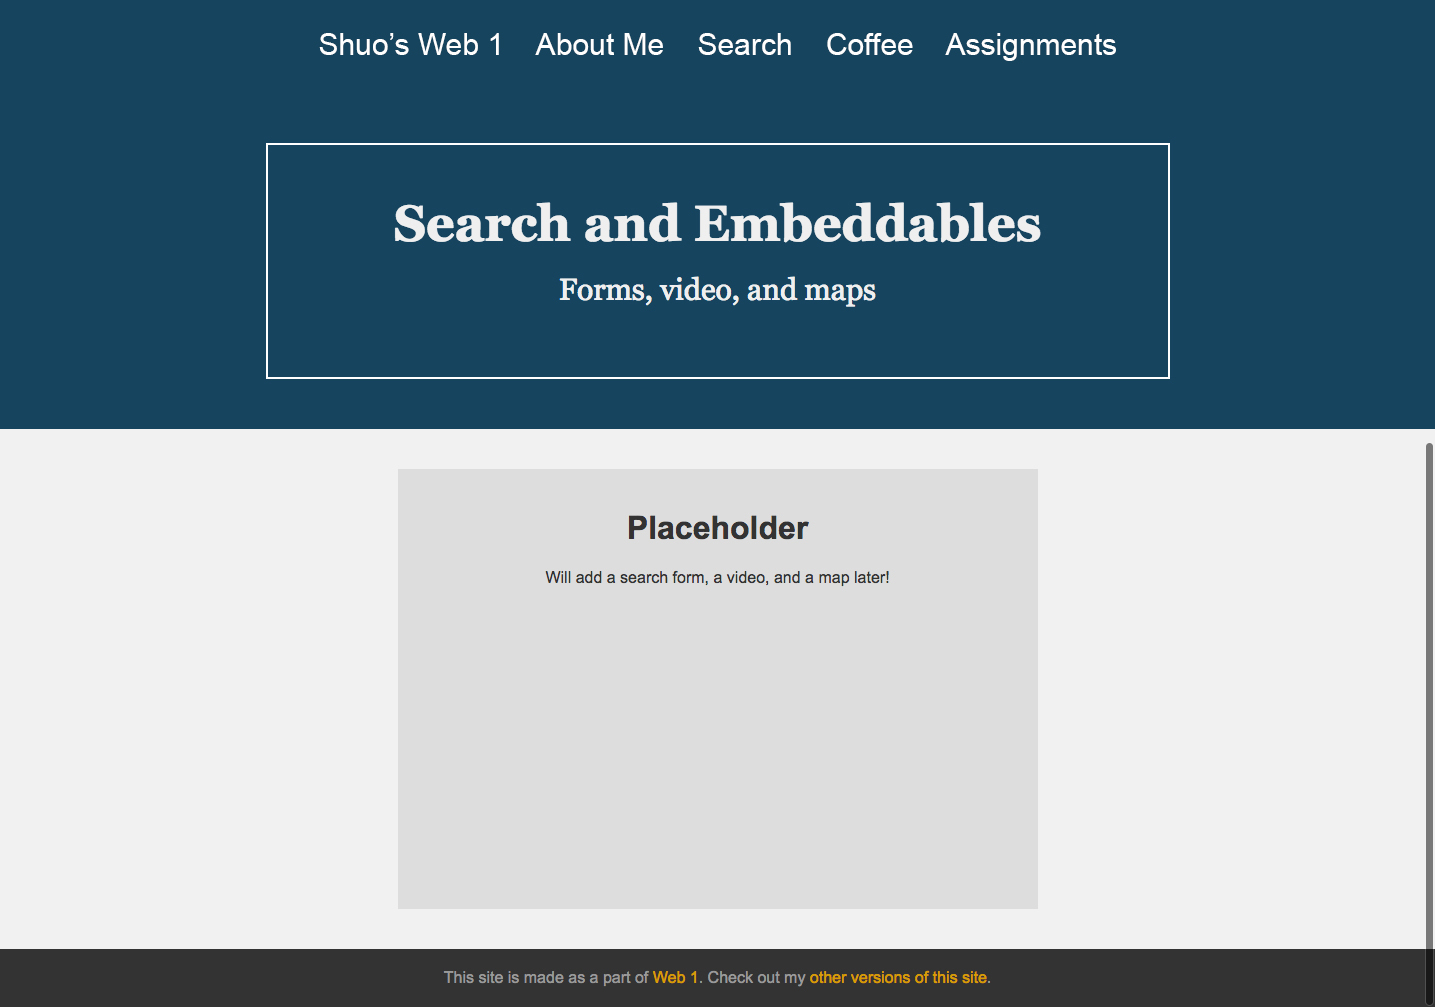 Shuo’s Web 1 About Me Search Coffee Assignments
Search and Embeddables
Forms, video, and maps
Placeholder
Will add a search form, a video, and a map later!
This site is made as a part of Web 1. Check out my other versions of this site.